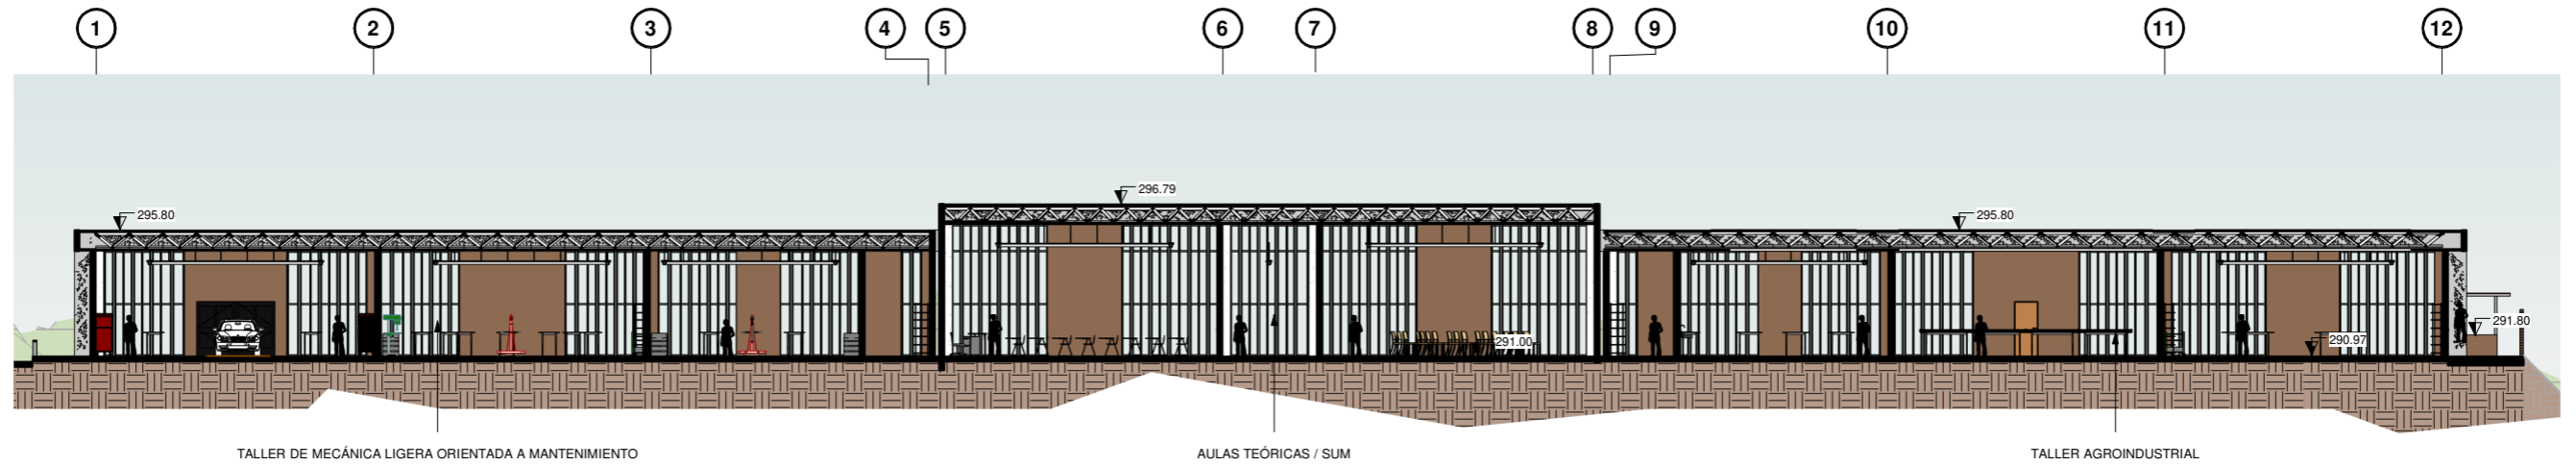 1 2 3 4 5 6 7 8 9 10 11 12
296.79
295.80 295.80
291.80
291.00 290.97
TALLER DE MECÁNICA LIGERA ORIENTADA A MANTENIMIENTO AULAS TEÓRICAS / SUM TALLER AGROINDUSTRIAL